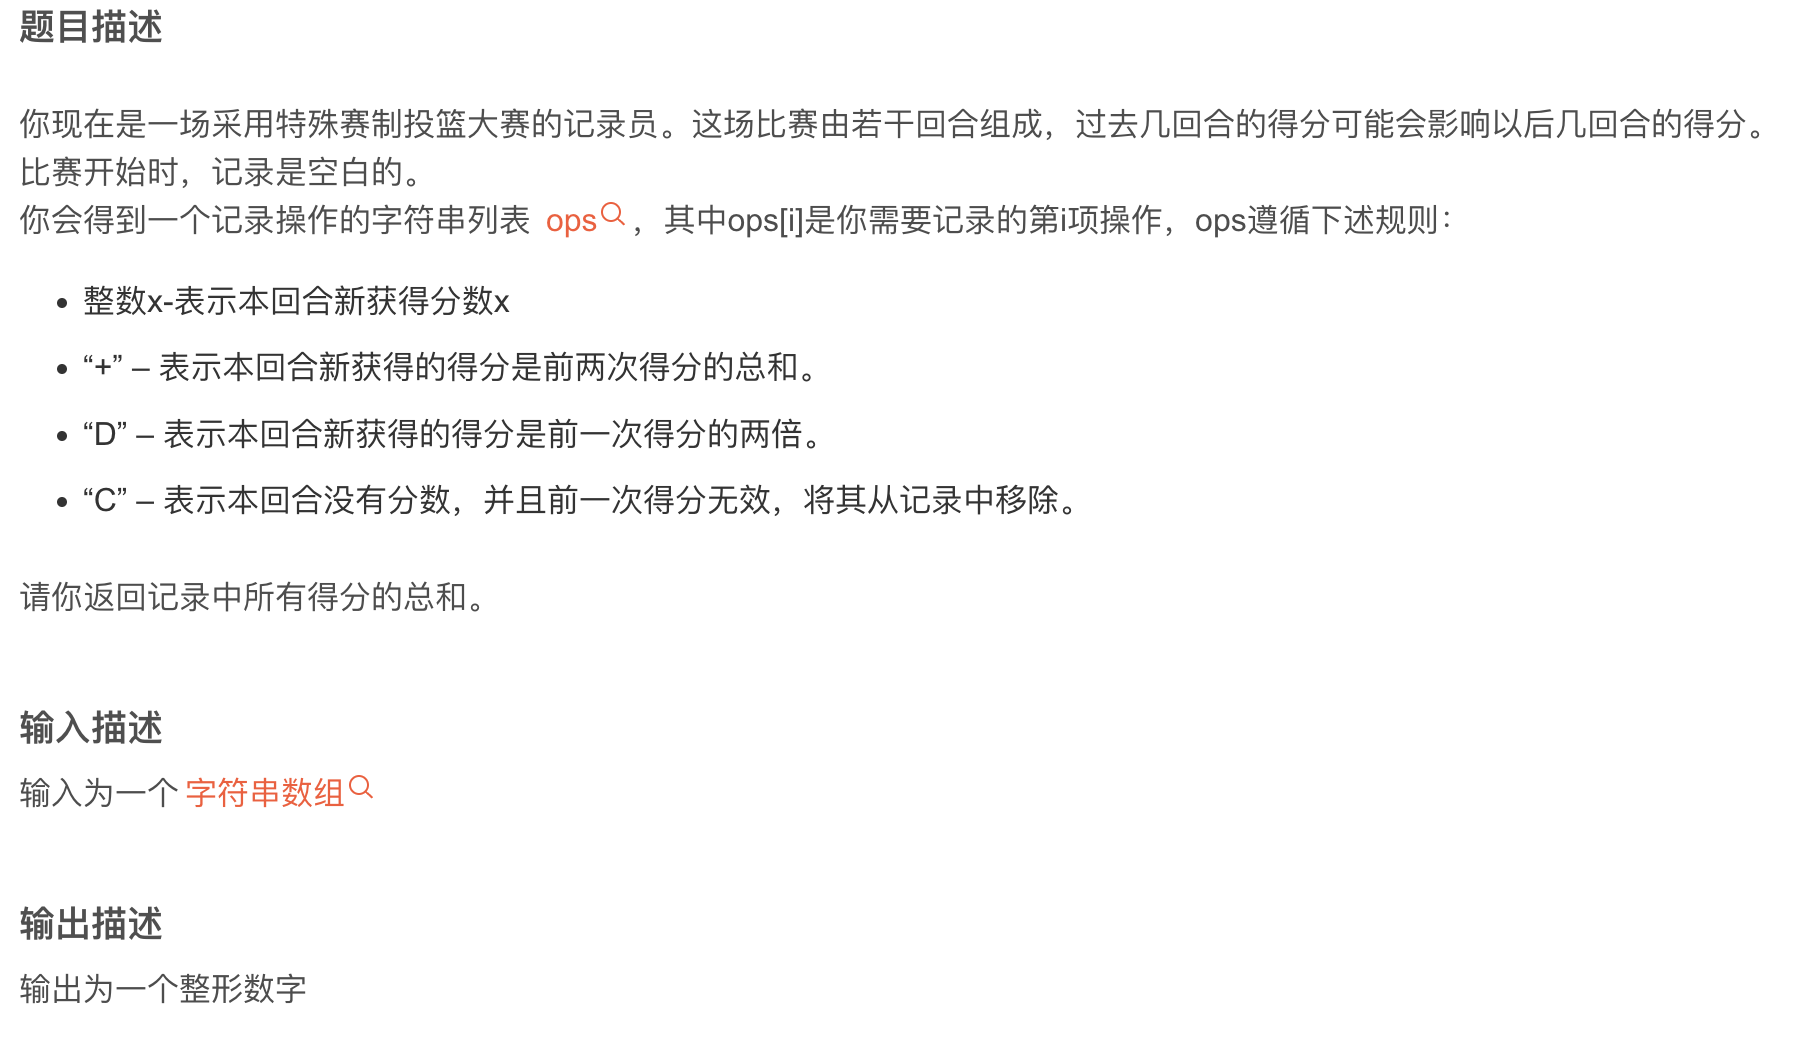 题目描述
你现在是一场采用特殊赛制投篮大赛的记录员。这场比赛由若干回合组成，过去几回合的得分可能会影响以后几回合的得分。
比赛开始时，记录是空白的。
你会得到一个记录操作的字符串列表 ops，其中ops[i]是你需要记录的第i项操作，ops遵循下述规则：
• 整数x-表示本回合新获得分数x
• “+” – 表示本回合新获得的得分是前两次得分的总和。
• “D” – 表示本回合新获得的得分是前一次得分的两倍。
• “C” – 表示本回合没有分数，并且前一次得分无效，将其从记录中移除。
请你返回记录中所有得分的总和。
输入描述
输入为一个 字符串数组
输出描述
输出为一个整形数字